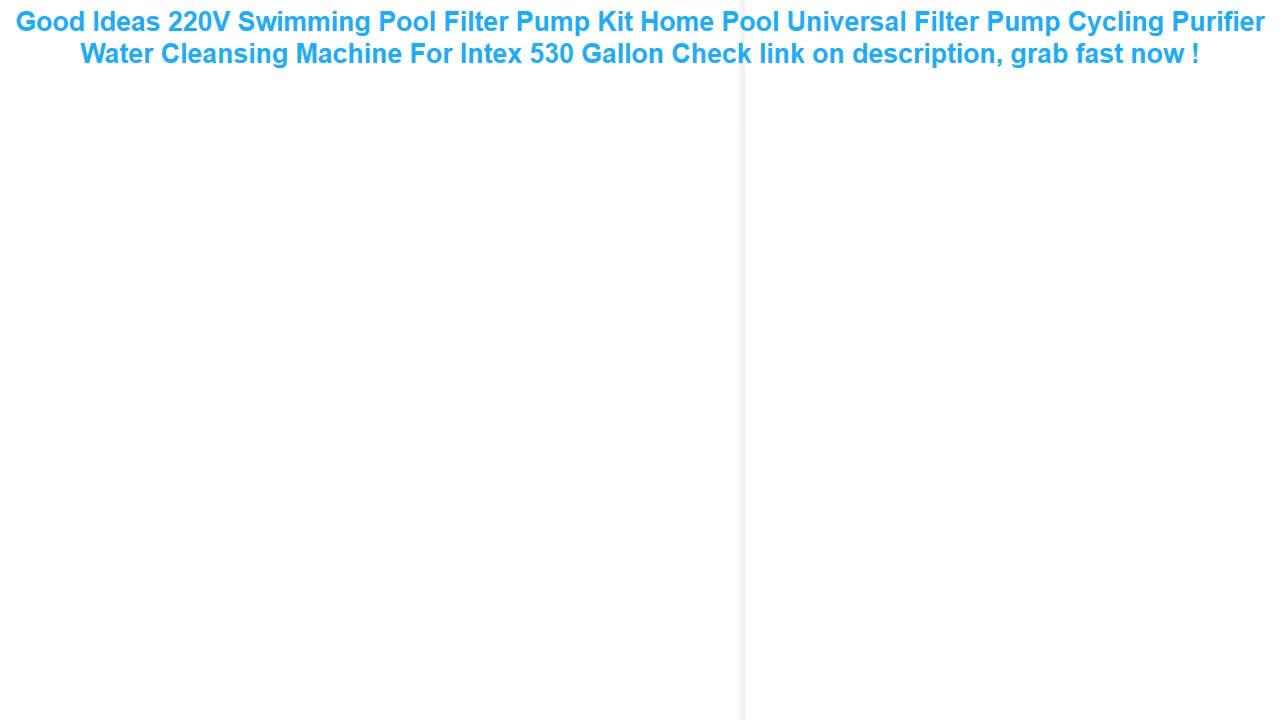 Good Ideas 220V Swimming Pool Filter Pump Kit Home Pool Universal Filter Pump Cycling Purifier
Water Cleansing Machine For Intex 530 Gallon Check link on description, grab fast now !